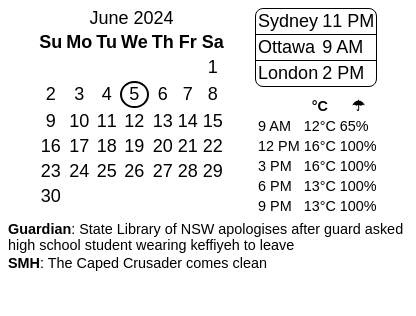 June 2024
Su Mo Tu We Th Fr Sa
1
2 3 4 5 6 7 8
9 10 11 12 13 14 15
16 17 18 19 20 21 22
23 24 25 26 27 28 29
30
Sydney 11 PM
Ottawa 9 AM
London 2 PM
°C ☂
9 AM 12°C 65%
12 PM 16°C 100%
3 PM 16°C 100%
6 PM 13°C 100%
9 PM 13°C 100%
Guardian: State Library of NSW apologises after guard asked
high school student wearing keffiyeh to leave
SMH: The Caped Crusader comes clean